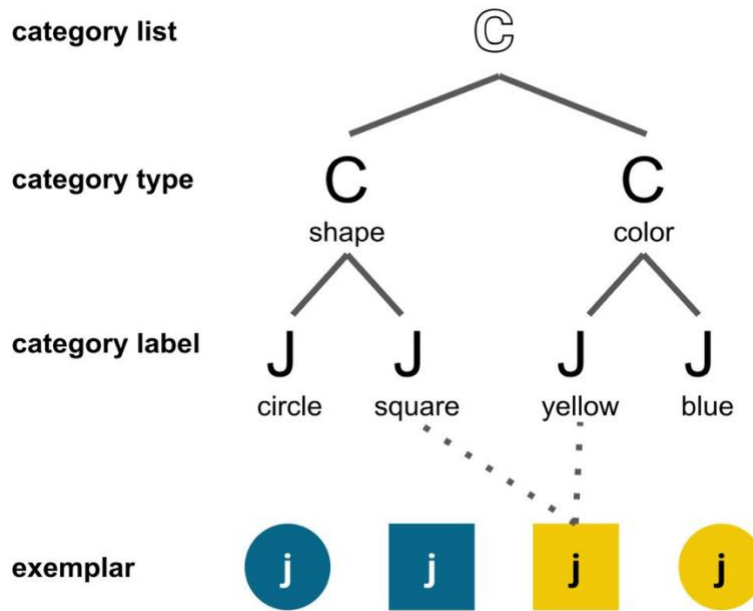 category list ℂ
category type C C
shape color
category label J J J J
circle square yellow blue
exemplar j j j j